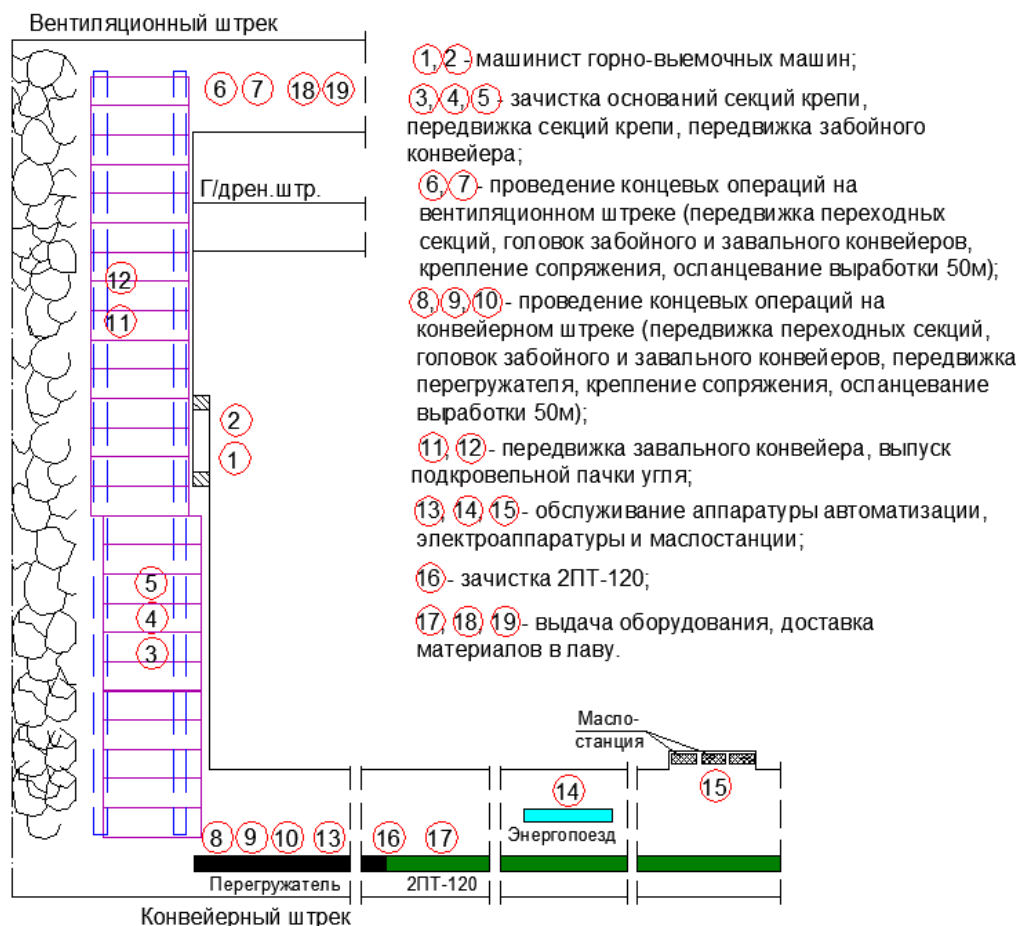 Вентиляционный штрек
6 7 18 19
Г/дрен.штр.
12
11
2
1
5
4
3
1, 2 - машинист горно-выемочных машин;
3, 4, 5 - зачистка оснований секций крепи,
передвижка секций крепи, передвижка забойного
конвейера;
6, 7 - проведение концевых операций на
вентиляционном штреке (передвижка переходных
секций, головок забойного и завального конвейеров,
крепление сопряжения, осланцевание выработки 50м);
8, 9, 10 - проведение концевых операций на
конвейерном штреке (передвижка переходных секций,
головок забойного и завального конвейеров, передвижка
перегружателя, крепление сопряжения, осланцевание
выработки 50м);
11, 12 - передвижка завального конвейера, выпуск
подкровельной пачки угля;
13, 14, 15 - обслуживание аппаратуры автоматизации,
электроаппаратуры и маслостанции;
16 - зачистка 2ПТ-120;
17, 18, 19 - выдача оборудования, доставка
материалов в лаву.
Масло-
станция
14
15
Энергопоезд
8 9 10 13 16 17
Перегружатель
2ПТ-120
Конвейерный штрек